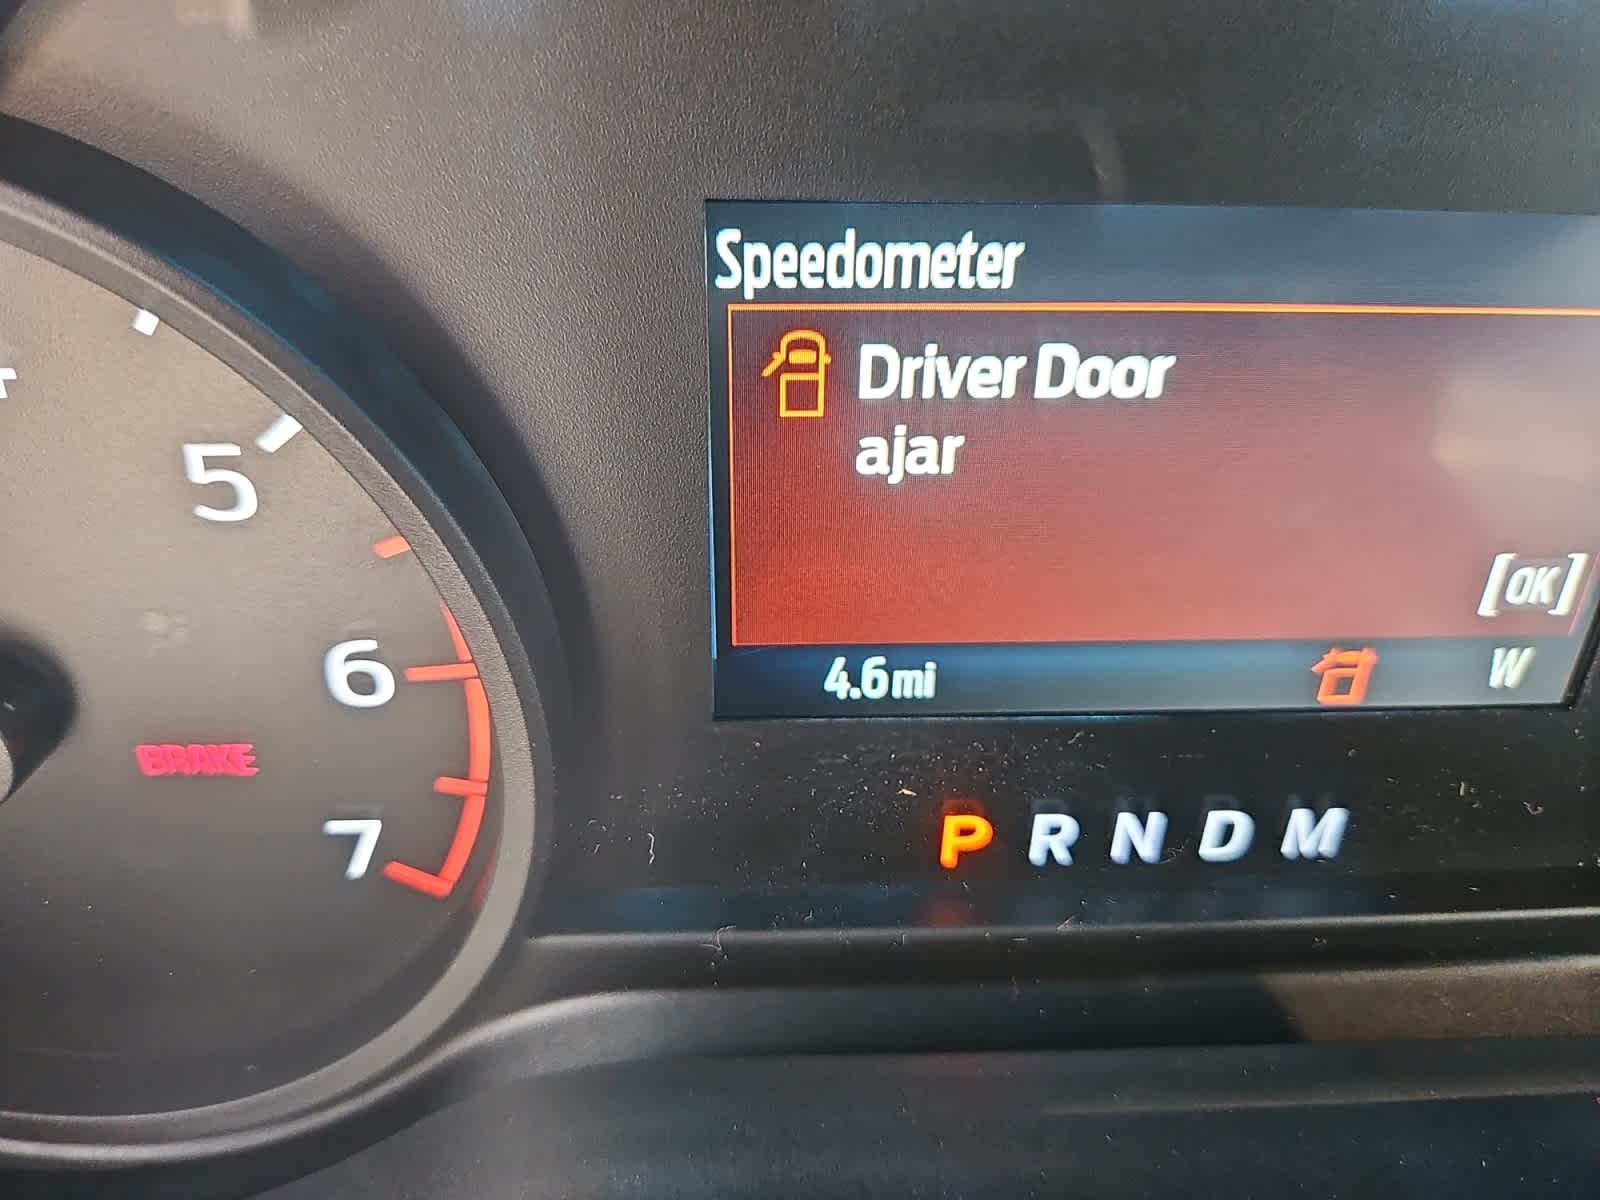 Speedometer
Driver Door
ajar
[OK]
4.6mi W
5
6
BRAKE
7
P R N D M